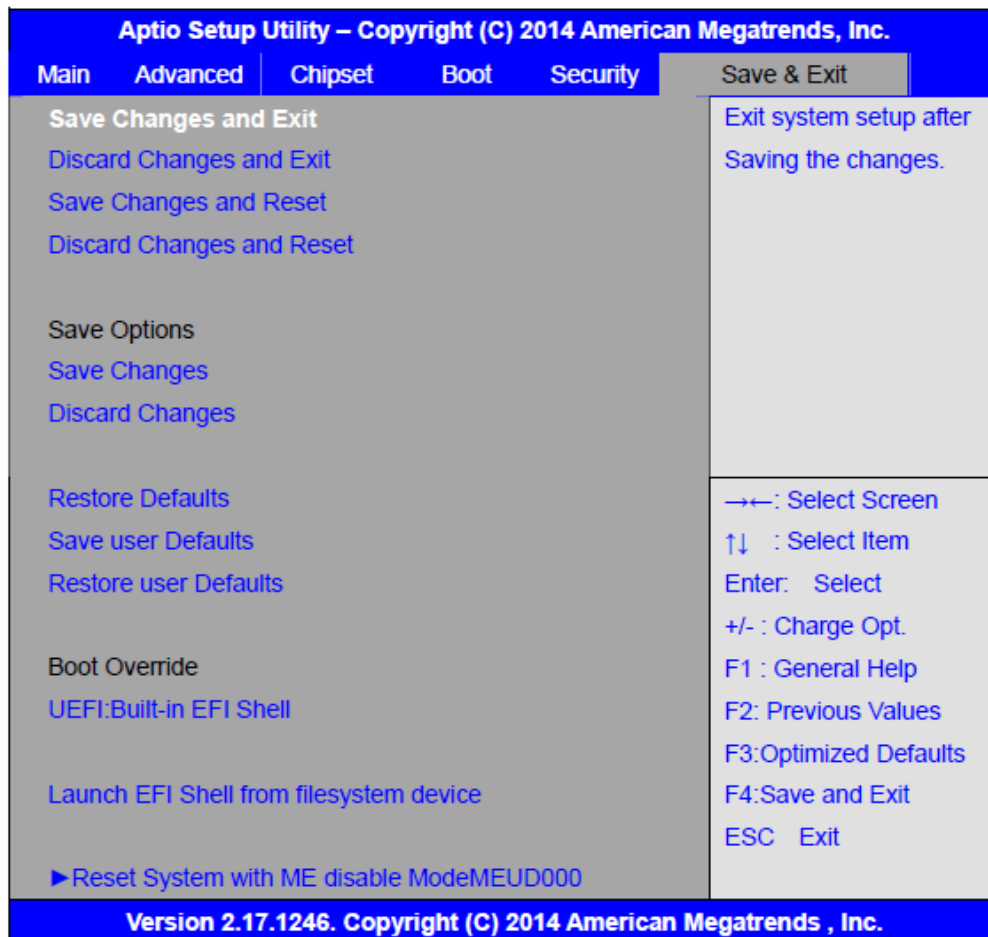 Aptio Setup Utility – Copyright (C) 2014 American Megatrends, Inc.
Main Advanced Chipset Boot Security Save & Exit
Save Changes and Exit
Discard Changes and Exit
Save Changes and Reset
Discard Changes and Reset
Save Options
Save Changes
Discard Changes
Restore Defaults
Save user Defaults
Restore user Defaults
Boot Override
UEFI:Built-in EFI Shell
Launch EFI Shell from filesystem device
►Reset System with ME disable ModeMEUD000
Exit system setup after
Saving the changes.
→←: Select Screen
↑↓ : Select Item
Enter: Select
+/- : Charge Opt.
F1 : General Help
F2: Previous Values
F3:Optimized Defaults
F4:Save and Exit
ESC Exit
Version 2.17.1246. Copyright (C) 2014 American Megatrends , Inc.